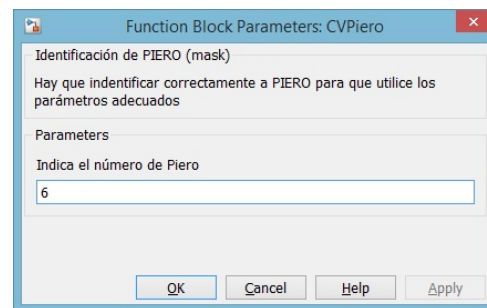 Function Block Parameters: CVPiero
Identificación de PIERO (mask)
Hay que indentificar correctamente a PIERO para que utilice los
parámetros adecuados
Parameters
Indica el número de Piero
6
OK Cancel Help Apply